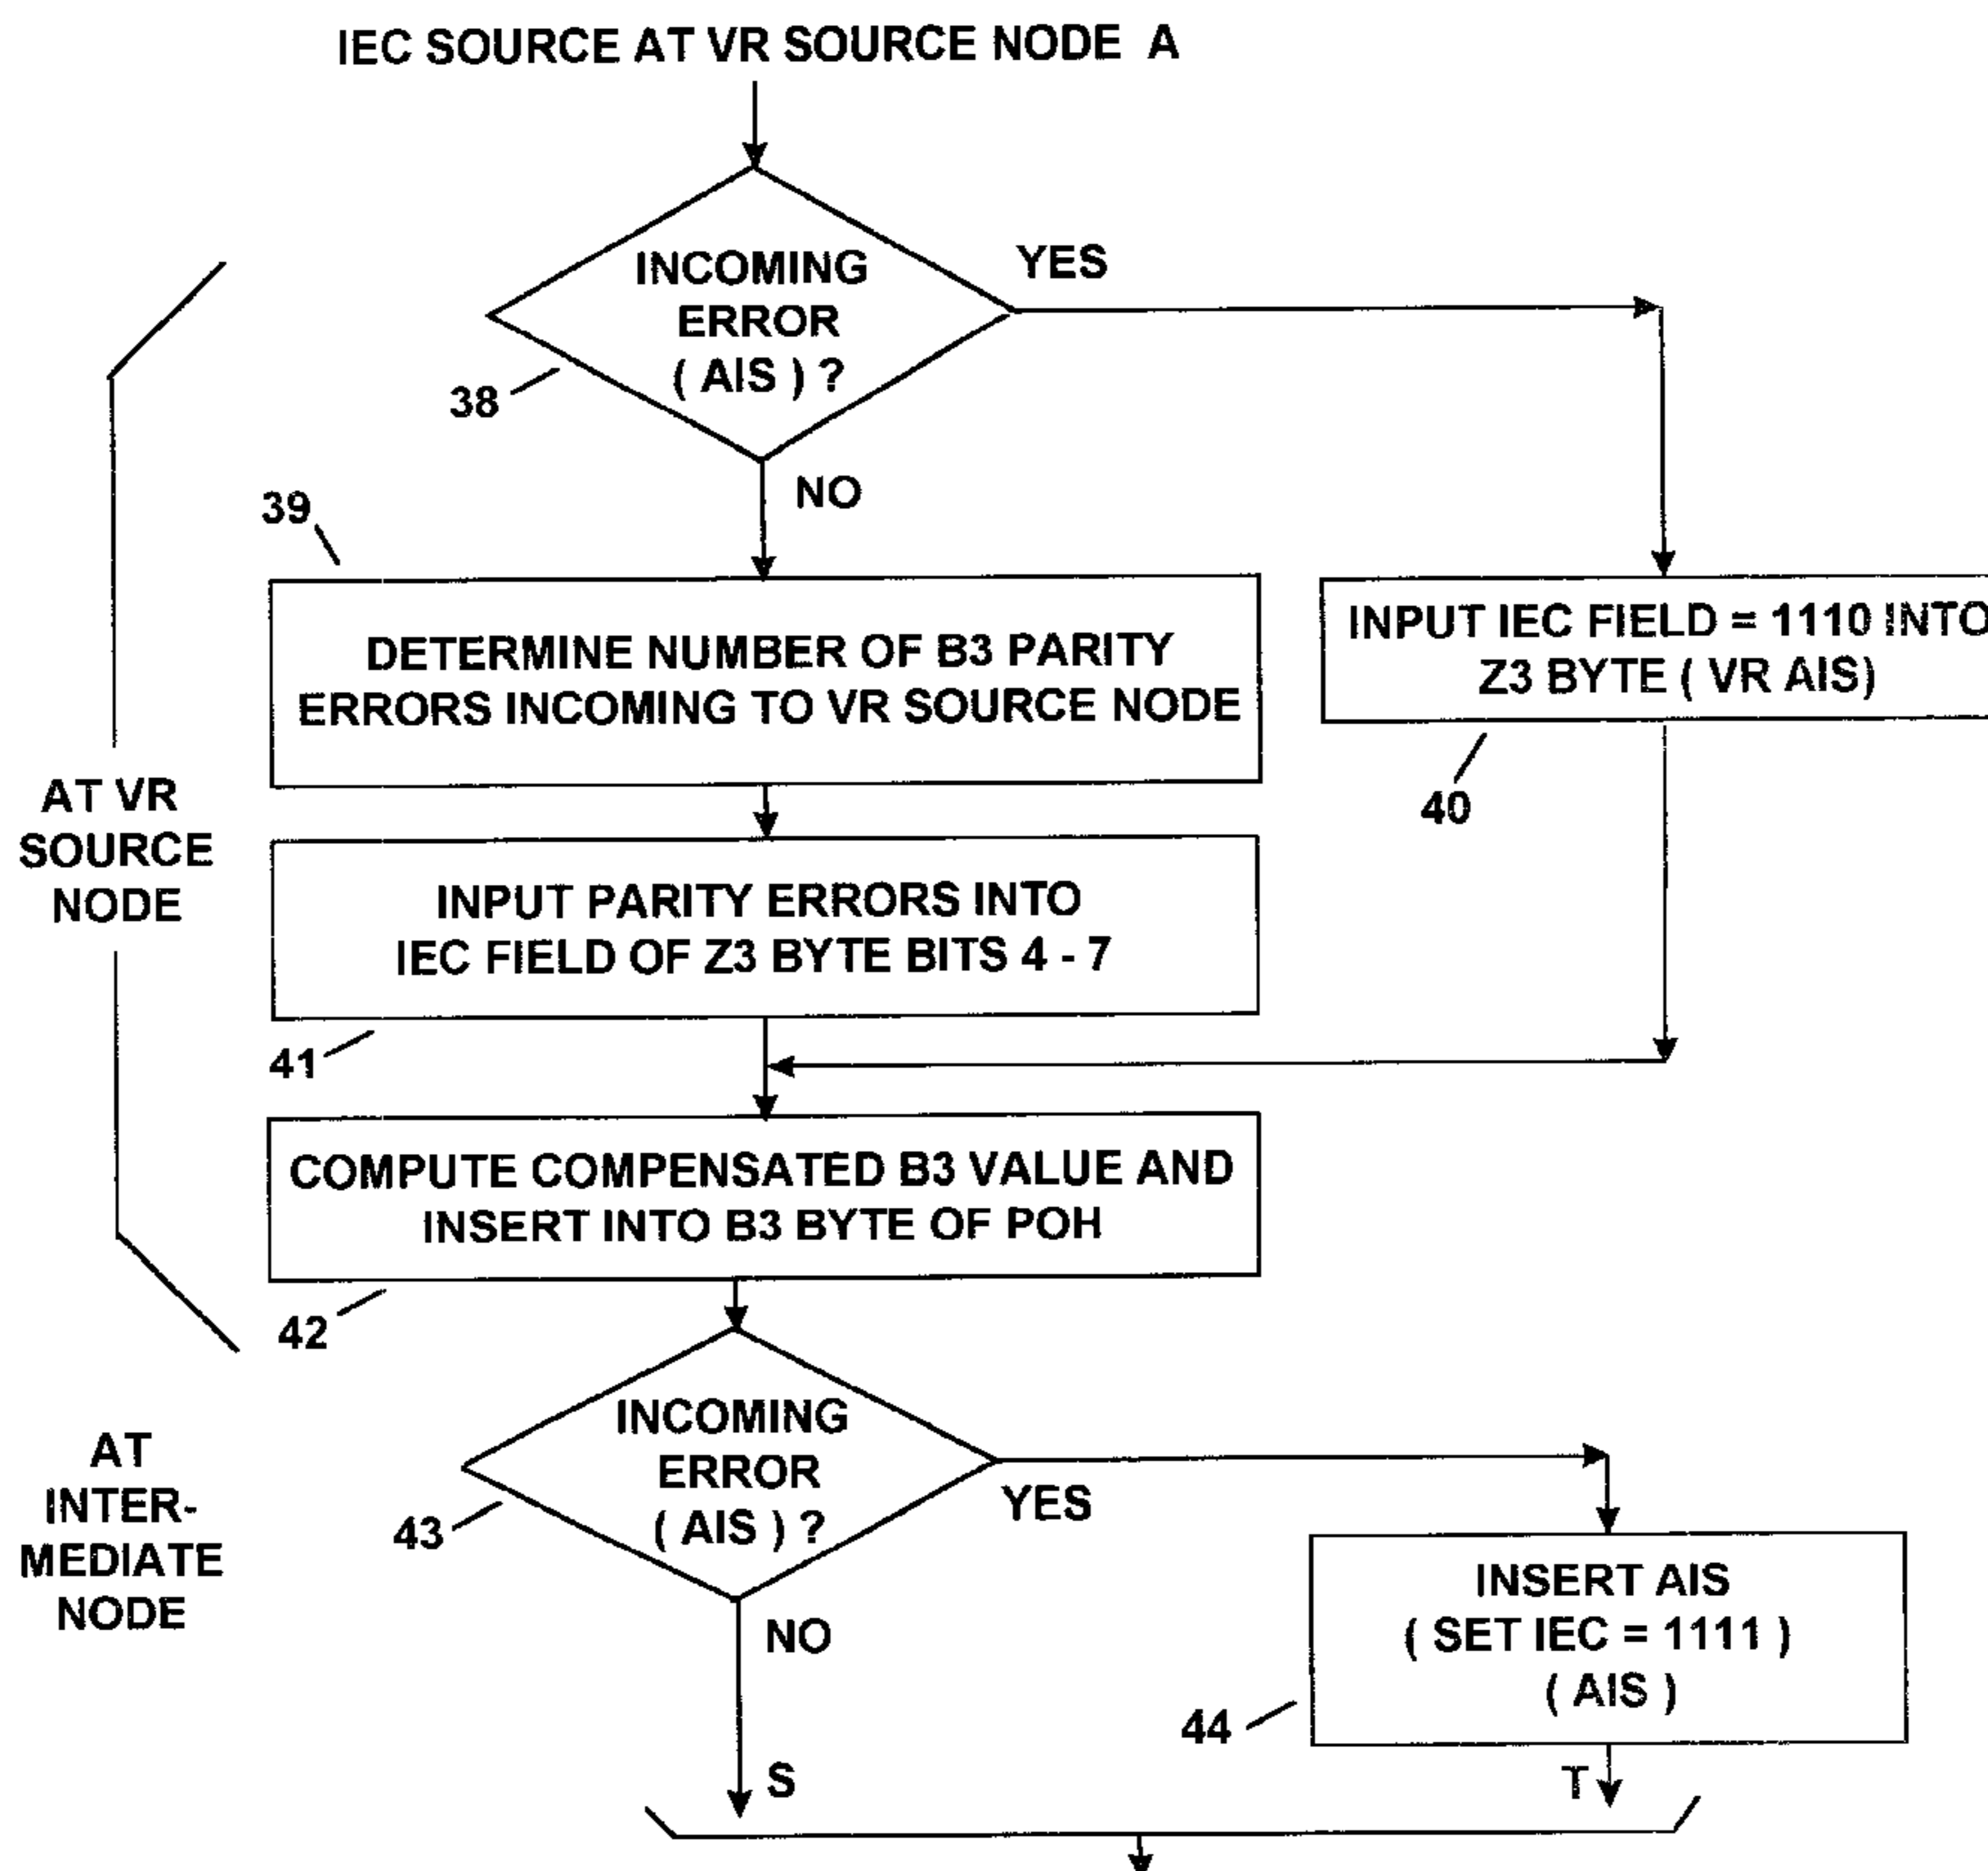 IEC SOURCE AT VR SOURCE NODE A
INCOMING
ERROR
( AIS ) ?
YES
38
NO
39
DETERMINE NUMBER OF B3 PARITY
ERRORS INCOMING TO VR SOURCE NODE
INPUT IEC FIELD = 1110 INTO
Z3 BYTE ( VR AIS)
40
AT VR
SOURCE
NODE
INPUT PARITY ERRORS INTO
IEC FIELD OF Z3 BYTE BITS 4 - 7
41
COMPUTE COMPENSATED B3 VALUE AND
INSERT INTO B3 BYTE OF POH
42
AT
INTER-
MEDIATE
NODE
INCOMING
ERROR
( AIS ) ?
43
YES
NO
INSERT AIS
( SET IEC = 1111 )
( AIS )
44
S
T